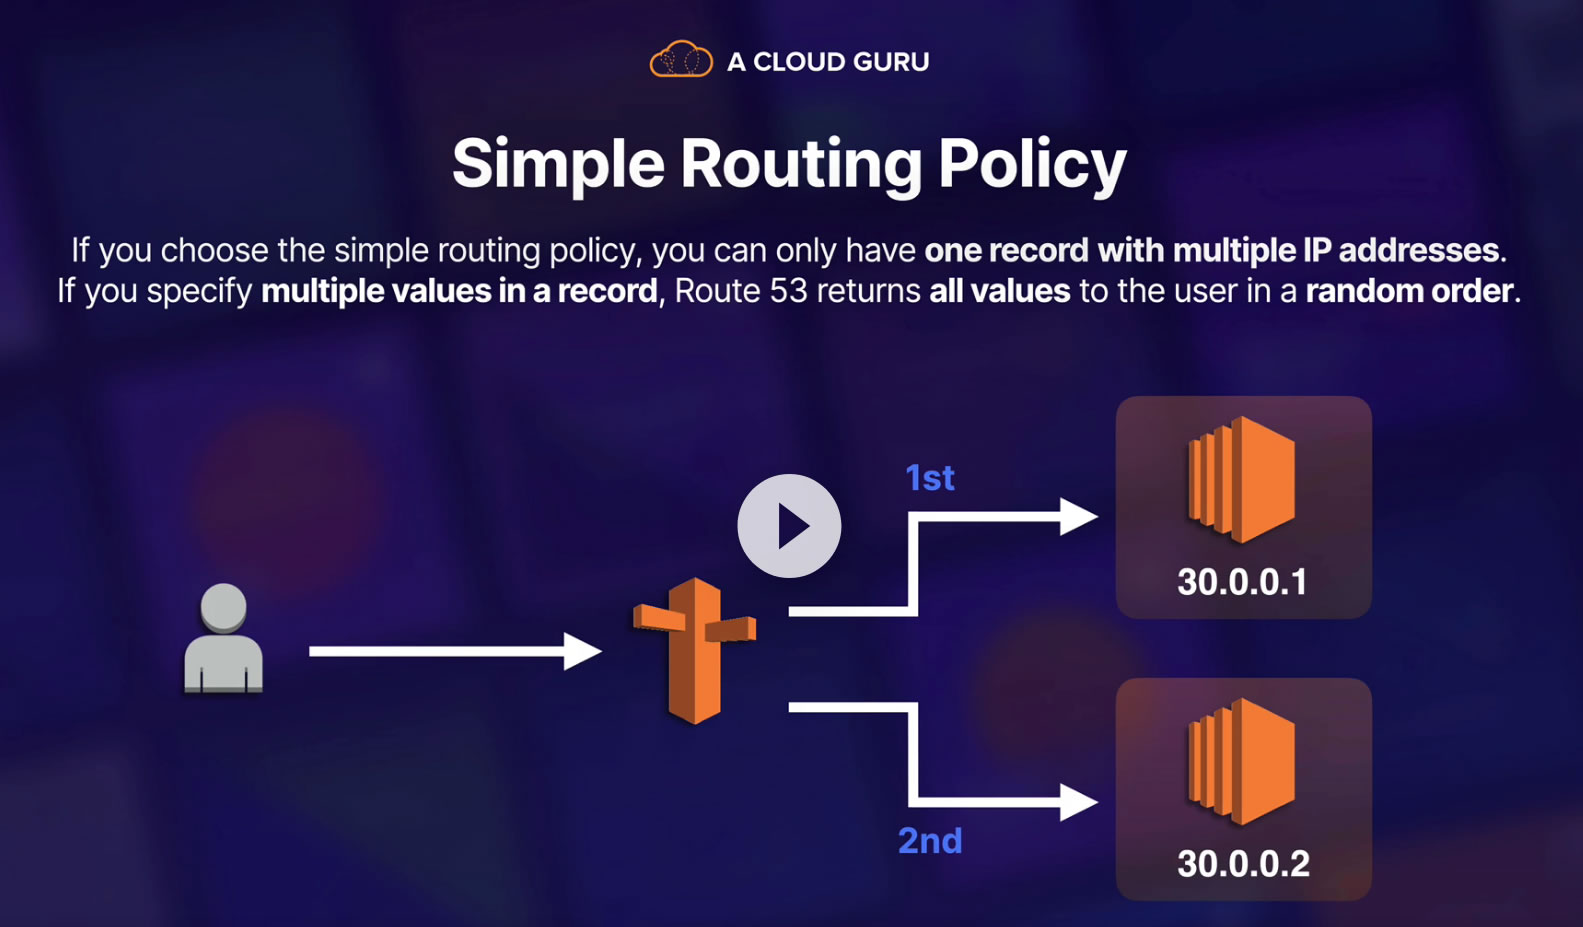 A CLOUD GURU
Simple Routing Policy
If you choose the simple routing policy, you can only have one record with multiple IP addresses.
If you specify multiple values in a record, Route 53 returns all values to the user in a random order.
1st
30.0.0.1
2nd
30.0.0.2